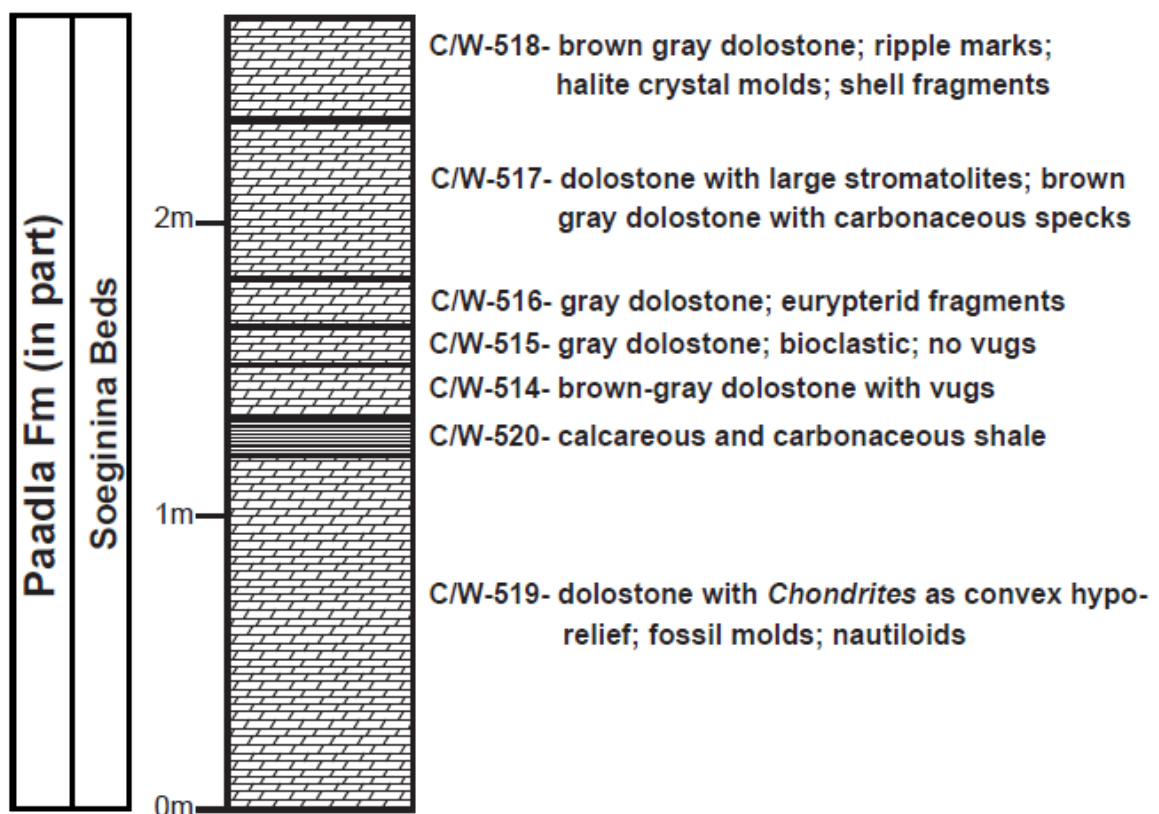 Paadla Fm (in part)
Soeginina Beds
2m
1m
0m
C/W-518- brown gray dolostone; ripple marks;
halite crystal molds; shell fragments
C/W-517- dolostone with large stromatolites; brown
gray dolostone with carbonaceous specks
C/W-516- gray dolostone; eurypterid fragments
C/W-515- gray dolostone; bioclastic; no vugs
C/W-514- brown-gray dolostone with vugs
C/W-520- calcareous and carbonaceous shale
C/W-519- dolostone with Chondrites as convex hypo-
relief; fossil molds; nautiloids